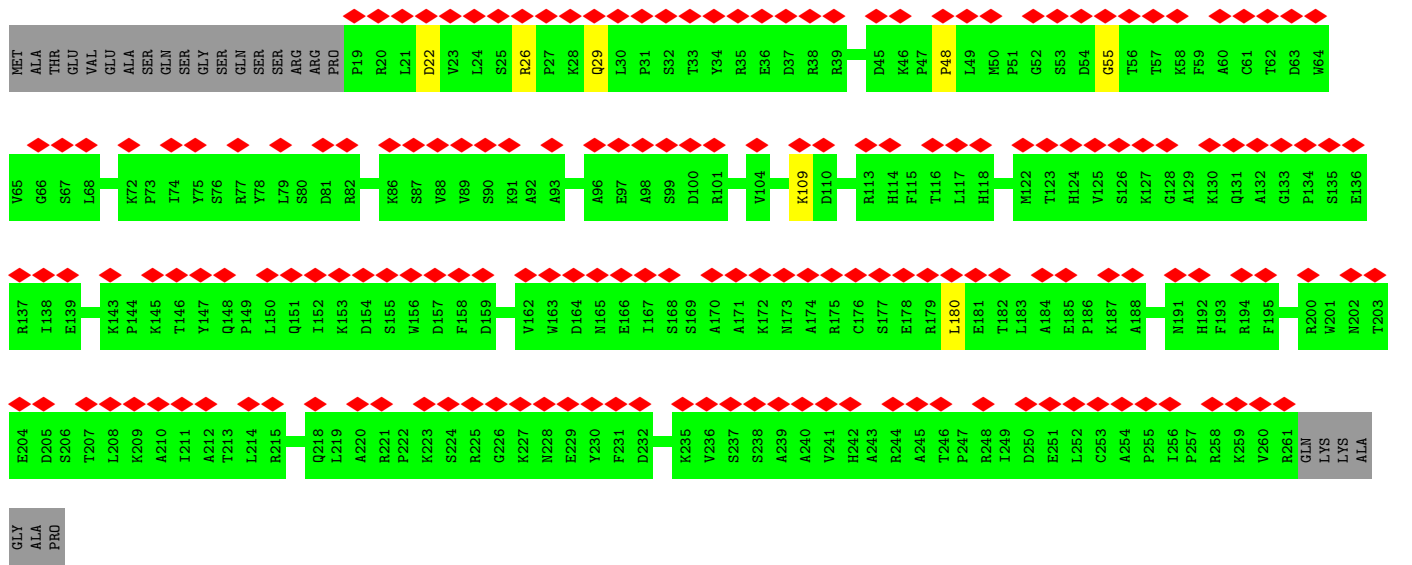 MET ALA THR GLU VAL GLU ALA SER GLN SER GLY SER GLN SER SER ARG ARG PRO P19 R20 L21 D22 V23 L24 S25 R26 P27 K28 Q29 L30 P31 S32 T33 Y34 R35 E36 D37 R38 R39 D45 K46 P47 P48 L49 M50 P51 G52 S53 D54 G55 T56 T57 K58 F59 A60 C61 T62 D63 W64
V65 G66 S67 L68 K72 P73 I74 Y75 S76 R77 Y78 L79 S80 D81 R82 K86 S87 V88 V89 S90 K91 A92 A93 A96 E97 A98 S99 D100 R101 V104 K109 D110 R113 H114 F115 T116 L117 H118 M122 T123 H124 V125 S126 K127 G128 A129 K130 Q131 A132 G133 P134 S135 E136
R137 I138 E139 K143 P144 K145 T146 Y147 Q148 P149 L150 Q151 I152 K153 D154 S155 W156 D157 F158 D159 V162 W163 D164 N165 E166 I167 S168 S169 A170 A171 K172 N173 A174 R175 C176 S177 E178 R179 L180 E181 T182 L183 A184 E185 P186 K187 A188 N191 H192 F193 R194 F195 R200 W201 N202 T203
E204 D205 S206 T207 L208 K209 A210 I211 A212 T213 L214 R215 Q218 L219 A220 R221 P222 K223 S224 R225 G226 K227 N228 E229 Y230 F231 D232 K235 V236 S237 S238 A239 A240 V241 H242 A243 R244 A245 T246 P247 R248 I249 D250 E251 L252 C253 A254 P255 I256 P257 R258 K259 V260 R261 GLN LYS LYS ALA
GLY ALA PRO